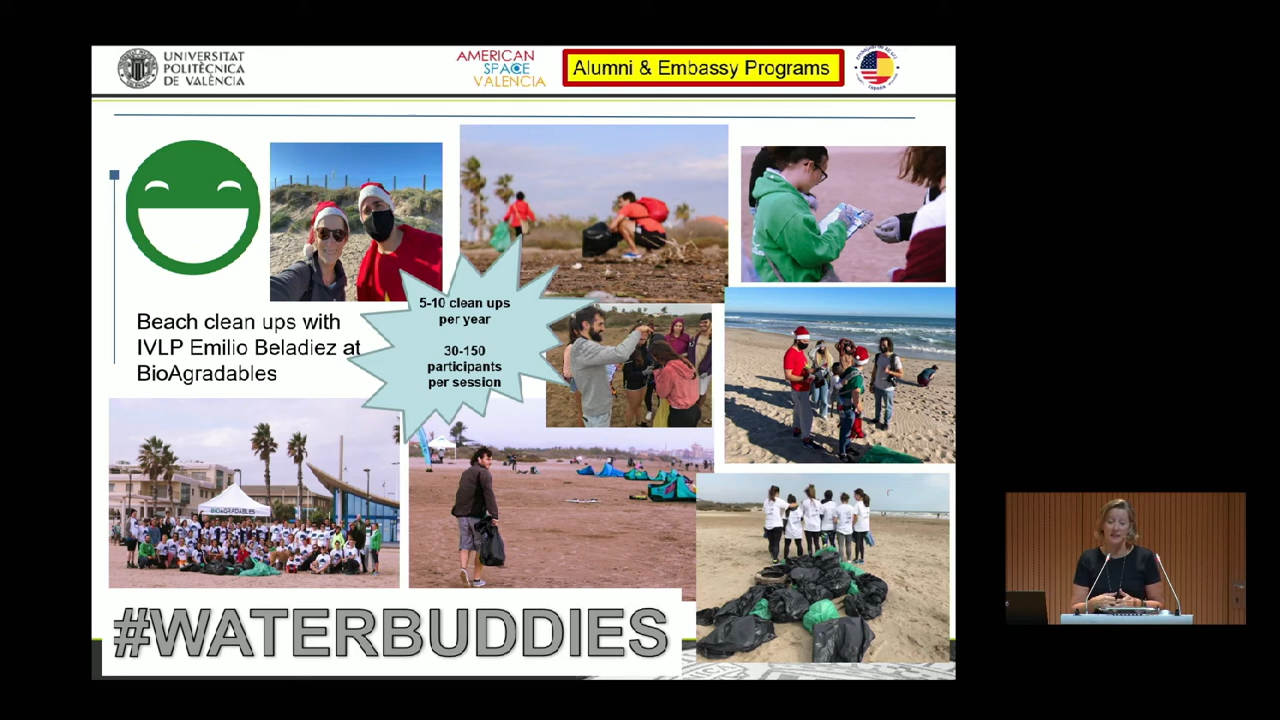 UNIVERSITAT
POLITÈCNICA
DE VALÈNCIA
AMERICAN
SPACE
VALENCIA
Alumni & Embassy Programs
5-10 clean ups
per year
30-150
participants
per session
Beach clean ups with
IVLP Emilio Beladiez at
BioAgradables
BIOAGRADABLES
#WATERBUDDIES